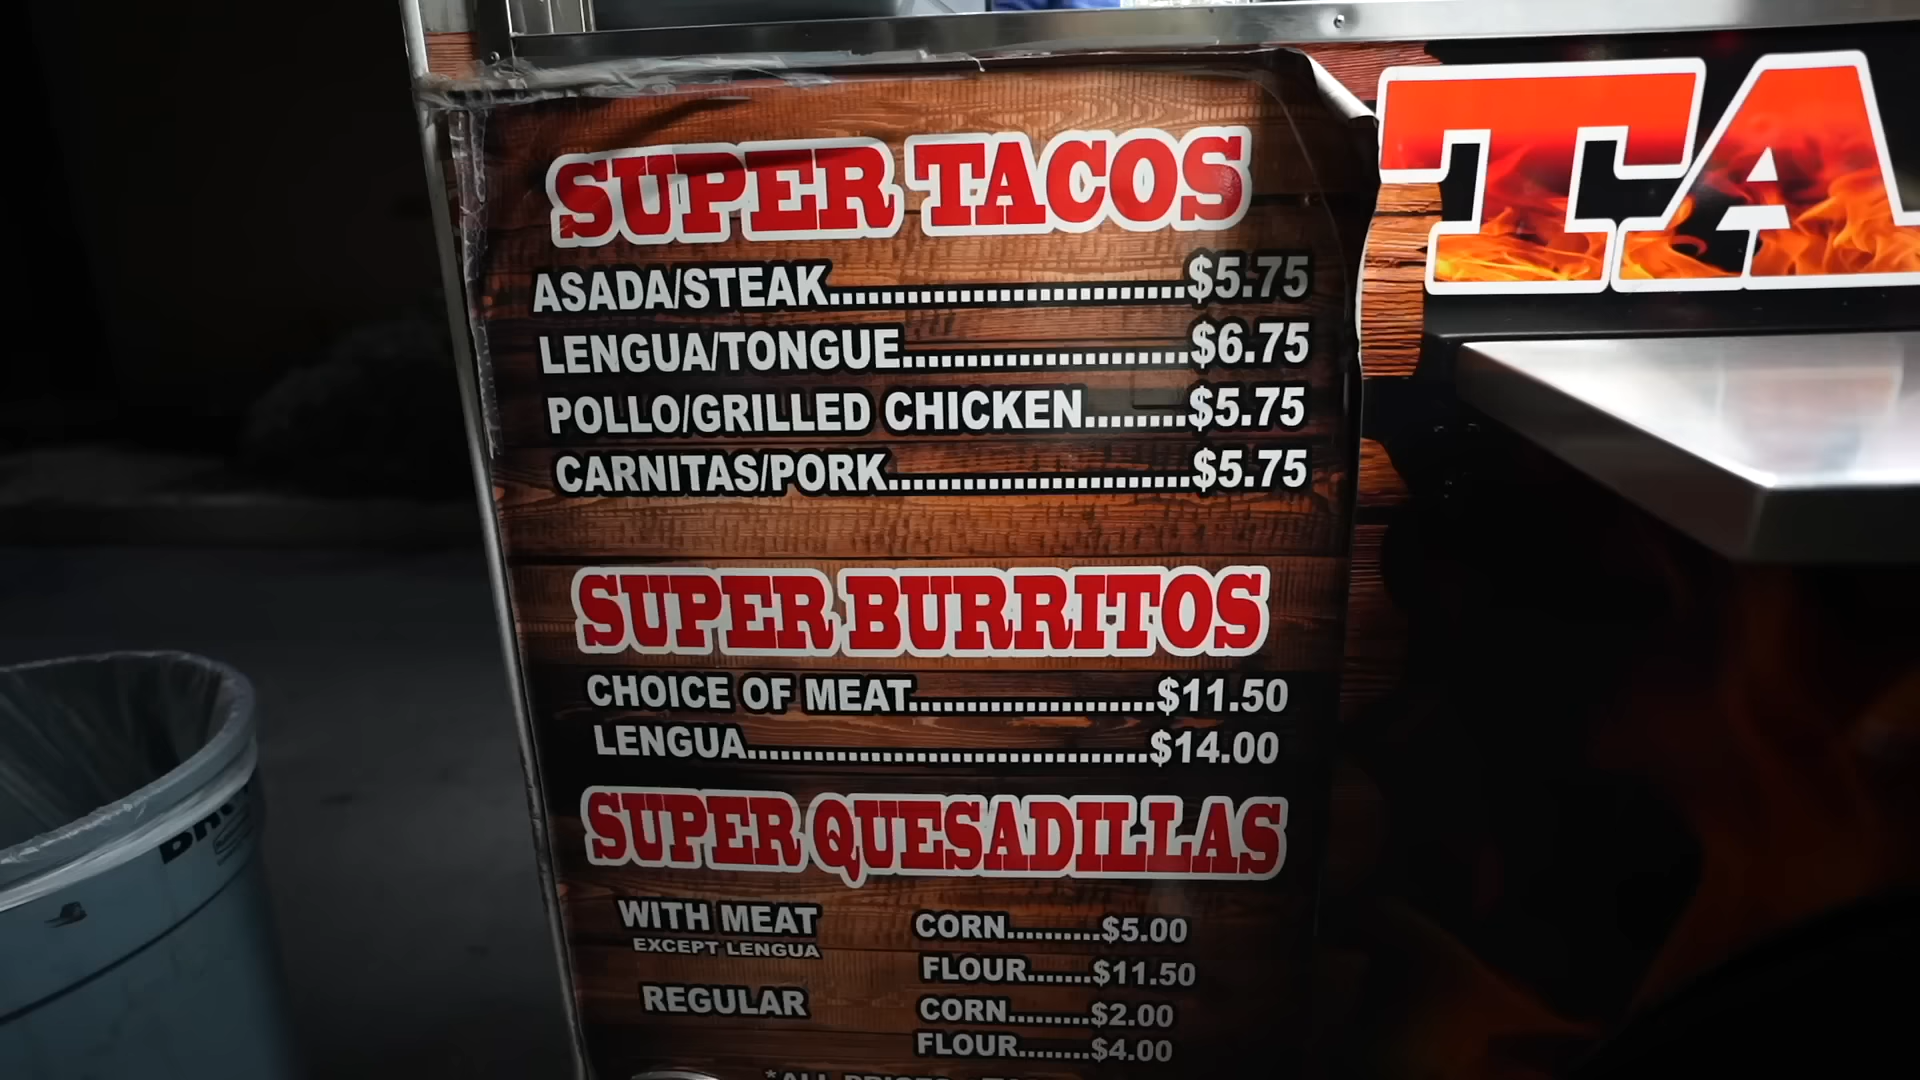 SUPER TACOS
ASADA/STEAK................................$5.75
LENGUA/TONGUE.......................$6.75
POLLO/GRILLED CHICKEN........$5.75
CARNITAS/PORK.........................$5.75
SUPER BURRITOS
CHOICE OF MEAT......................$11.50
LENGUA....................................$14.00
SUPER QUESADILLAS
WITH MEAT CORN..........$5.00
EXCEPT LENGUA
FLOUR.......$11.50
REGULAR CORN.........$2.00
FLOUR........$4.00
*ALL
TA